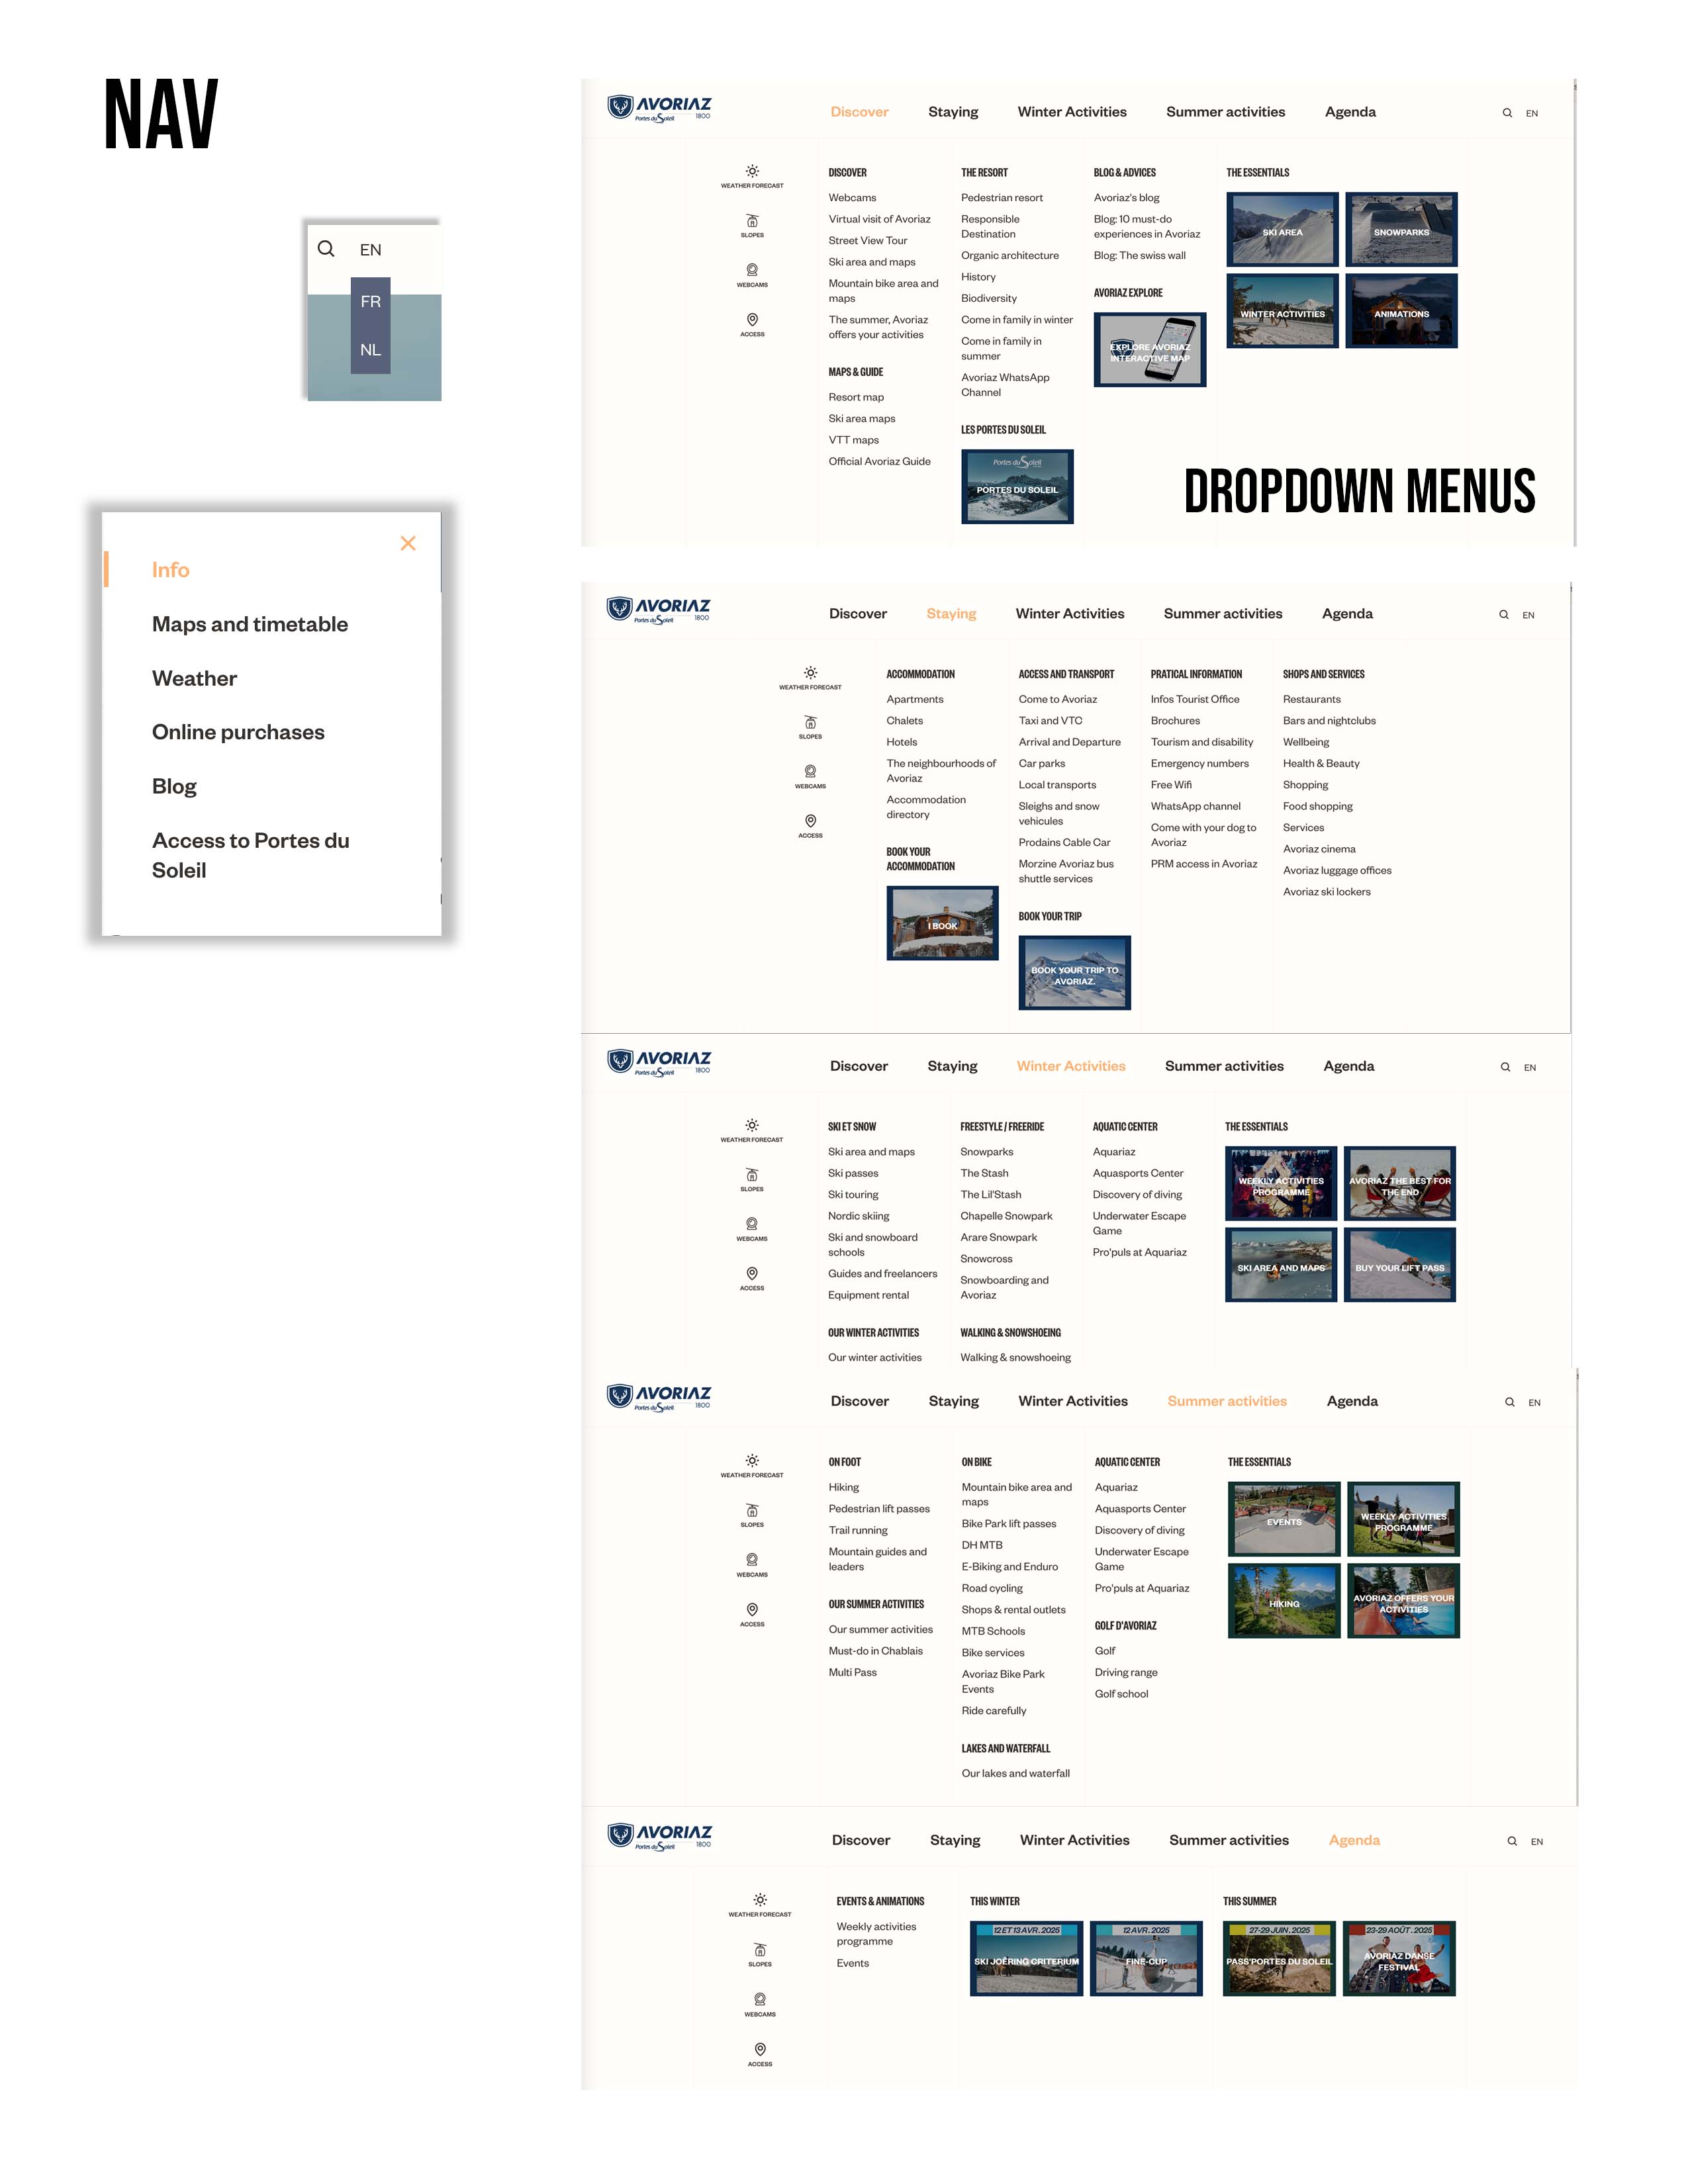 NAV
EN
FR
NL
Info
Maps and timetable
Weather
Online purchases
Blog
Access to Portes du
Soleil
AVORIAZ
Portes du Soleil 1800
Discover Staying Winter Activities Summer activities Agenda
EN
WEATHER FORECAST
SLOPES
WEBCAMS
ACCESS
DISCOVER
Webcams
Virtual visit of Avoriaz
Street View Tour
Ski area and maps
Mountain bike area and
maps
The summer, Avoriaz
offers your activities
MAPS & GUIDE
Resort map
Ski area maps
VTT maps
Official Avoriaz Guide
THE RESORT
Pedestrian resort
Responsible
Destination
Organic architecture
History
Biodiversity
Come in family in winter
Come in family in
summer
Avoriaz WhatsApp
Channel
LES PORTES DU SOLEIL
Portes du Soleil
PORTES DU SOLEIL
BLOG & ADVICES
Avoriaz's blog
Blog: 10 must-do
experiences in Avoriaz
Blog: The swiss wall
AVORIAZ EXPLORE
EXPLORE AVORIAZ
INTERACTIVE MAP
THE ESSENTIALS
SKI AREA
SNOWPARKS
WINTER ACTIVITIES
ANIMATIONS
DROPDOWN MENUS
AVORIAZ
Portes du Soleil 1800
Discover Staying Winter Activities Summer activities Agenda
EN
WEATHER FORECAST
SLOPES
WEBCAMS
ACCESS
ACCOMMODATION
Apartments
Chalets
Hotels
The neighbourhoods of
Avoriaz
Accommodation
directory
BOOK YOUR
ACCOMMODATION
I BOOK
ACCESS AND TRANSPORT
Come to Avoriaz
Taxi and VTC
Arrival and Departure
Car parks
Local transports
Sleighs and snow
vehicules
Prodains Cable Car
Morzine Avoriaz bus
shuttle services
BOOK YOUR TRIP
BOOK YOUR TRIP TO
AVORIAZ.
PRATICAL INFORMATION
Infos Tourist Office
Brochures
Tourism and disability
Emergency numbers
Free Wifi
WhatsApp channel
Come with your dog to
Avoriaz
PRM access in Avoriaz
SHOPS AND SERVICES
Restaurants
Bars and nightclubs
Wellbeing
Health & Beauty
Shopping
Food shopping
Services
Avoriaz cinema
Avoriaz luggage offices
Avoriaz ski lockers
AVORIAZ
Portes du Soleil 1800
Discover Staying Winter Activities Summer activities Agenda
EN
WEATHER FORECAST
SLOPES
WEBCAMS
ACCESS
SKI ET SNOW
Ski area and maps
Ski passes
Ski touring
Nordic skiing
Ski and snowboard
schools
Guides and freelancers
Equipment rental
OUR WINTER ACTIVITIES
Our winter activities
FREESTYLE / FREERIDE
Snowparks
The Stash
The Lil'Stash
Chapelle Snowpark
Arare Snowpark
Snowcross
Snowboarding and
Avoriaz
WALKING & SNOWSHOEING
Walking & snowshoeing
AQUATIC CENTER
Aquariaz
Aquasports Center
Discovery of diving
Underwater Escape
Game
Pro'puls at Aquariaz
THE ESSENTIALS
WEEKLY ACTIVITIES
PROGRAMME
AVORIAZ THE BEST FOR
THE END
SKI AREA AND MAPS
BUY YOUR LIFT PASS
AVORIAZ
Portes du Soleil 1800
Discover Staying Winter Activities Summer activities Agenda
EN
WEATHER FORECAST
SLOPES
WEBCAMS
ACCESS
ON FOOT
Hiking
Pedestrian lift passes
Trail running
Mountain guides and
leaders
OUR SUMMER ACTIVITIES
Our summer activities
Must-do in Chablais
Multi Pass
ON BIKE
Mountain bike area and
maps
Bike Park lift passes
DH MTB
E-Biking and Enduro
Road cycling
Shops & rental outlets
MTB Schools
Bike services
Avoriaz Bike Park
Events
Ride carefully
LAKES AND WATERFALL
Our lakes and waterfall
AQUATIC CENTER
Aquariaz
Aquasports Center
Discovery of diving
Underwater Escape
Game
Pro'puls at Aquariaz
GOLF D'AVORIAZ
Golf
Driving range
Golf school
THE ESSENTIALS
EVENTS
WEEKLY ACTIVITIES
PROGRAMME
HIKING
AVORIAZ OFFERS YOUR
ACTIVITIES
AVORIAZ
Portes du Soleil 1800
Discover Staying Winter Activities Summer activities Agenda
EN
WEATHER FORECAST
SLOPES
WEBCAMS
ACCESS
EVENTS & ANIMATIONS
Weekly activities
programme
Events
THIS WINTER
12 ET 13 AVR. 2025
SKI JOËRING CRITERIUM
12 AVR. 2025
FINE-CUP
THIS SUMMER
27-29 JUIN. 2025
PASS'PORTES DU SOLEIL
23-29 AOÛT. 2025
AVORIAZ DANSE
FESTIVAL